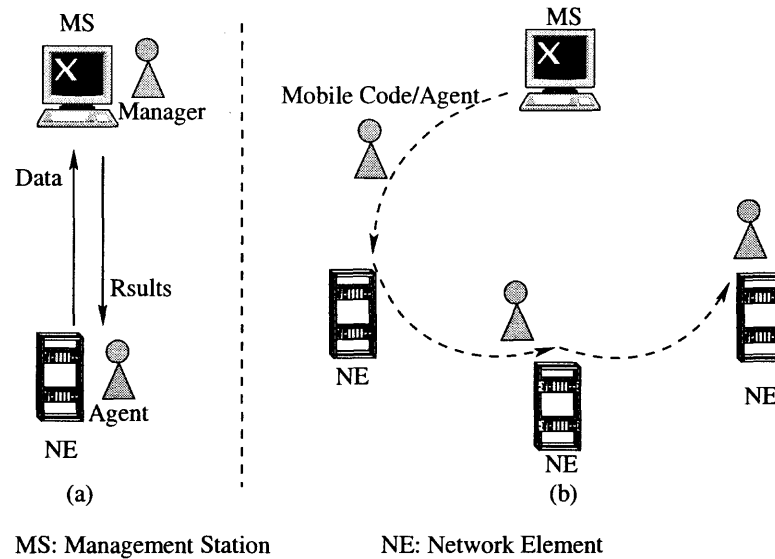 MS
X
Manager
Data
Rsults
Agent
NE
(a)
MS
X
Mobile Code/Agent
NE
NE
NE
(b)
MS: Management Station
NE: Network Element